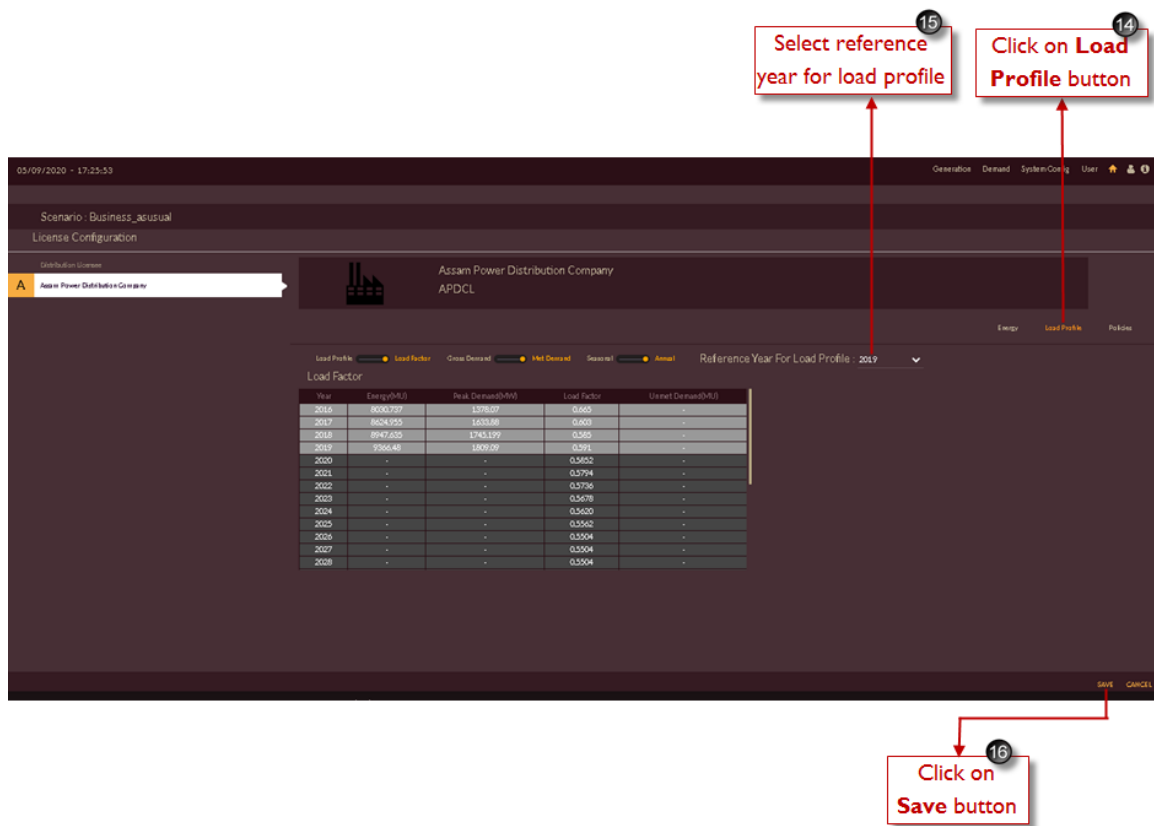 15
Select reference
year for load profile
14
Click on Load
Profile button
05/09/2020 - 17:25:53
Generation Demand System Config User
Scenario : Business_asusual
License Configuration
Distribution Licensee
A Assam Power Distribution Company
Assam Power Distribution Company
APDCL
Energy Load Profile Policies
Load Profile Load Factor Gross Demand Met Demand Seasonal Annual Reference Year For Load Profile : 2019
Load Factor
Year Energy(MU) Peak Demand(MW) Load Factor Unmet Demand(MU)
2016 8030.737 1378.07 0.665 -
2017 8624.955 1633.88 0.603 -
2018 8947.635 1745.199 0.585 -
2019 9366.48 1809.09 0.591 -
2020 - - 0.5852 -
2021 - - 0.5794 -
2022 - - 0.5736 -
2023 - - 0.5678 -
2024 - - 0.5620 -
2025 - - 0.5562 -
2026 - - 0.5504 -
2027 - - 0.5504 -
2028 - - 0.5504 -
SAVE CANCEL
16
Click on
Save button